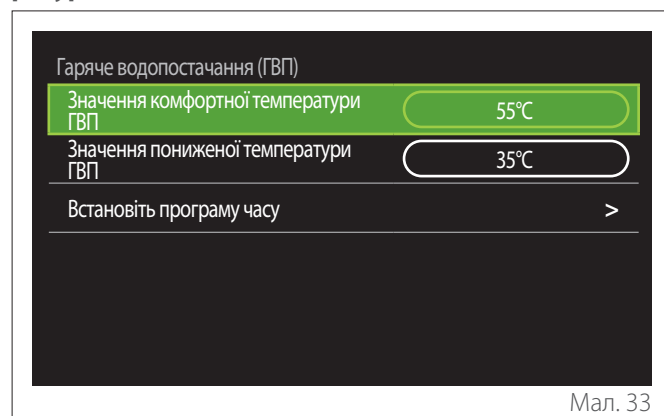 Гаряче водопостачання (ГВП)
Значення комфортної температури
ГВП
55°C
Значення пониженої температури
ГВП
35°C
Встановіть програму часу >
Мал. 33